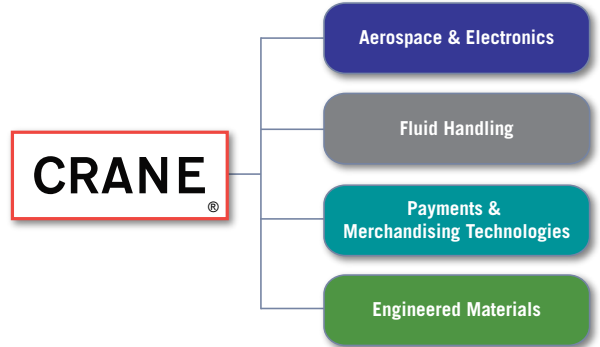 CRANE
®
Aerospace & Electronics
Fluid Handling
Payments &
Merchandising Technologies
Engineered Materials